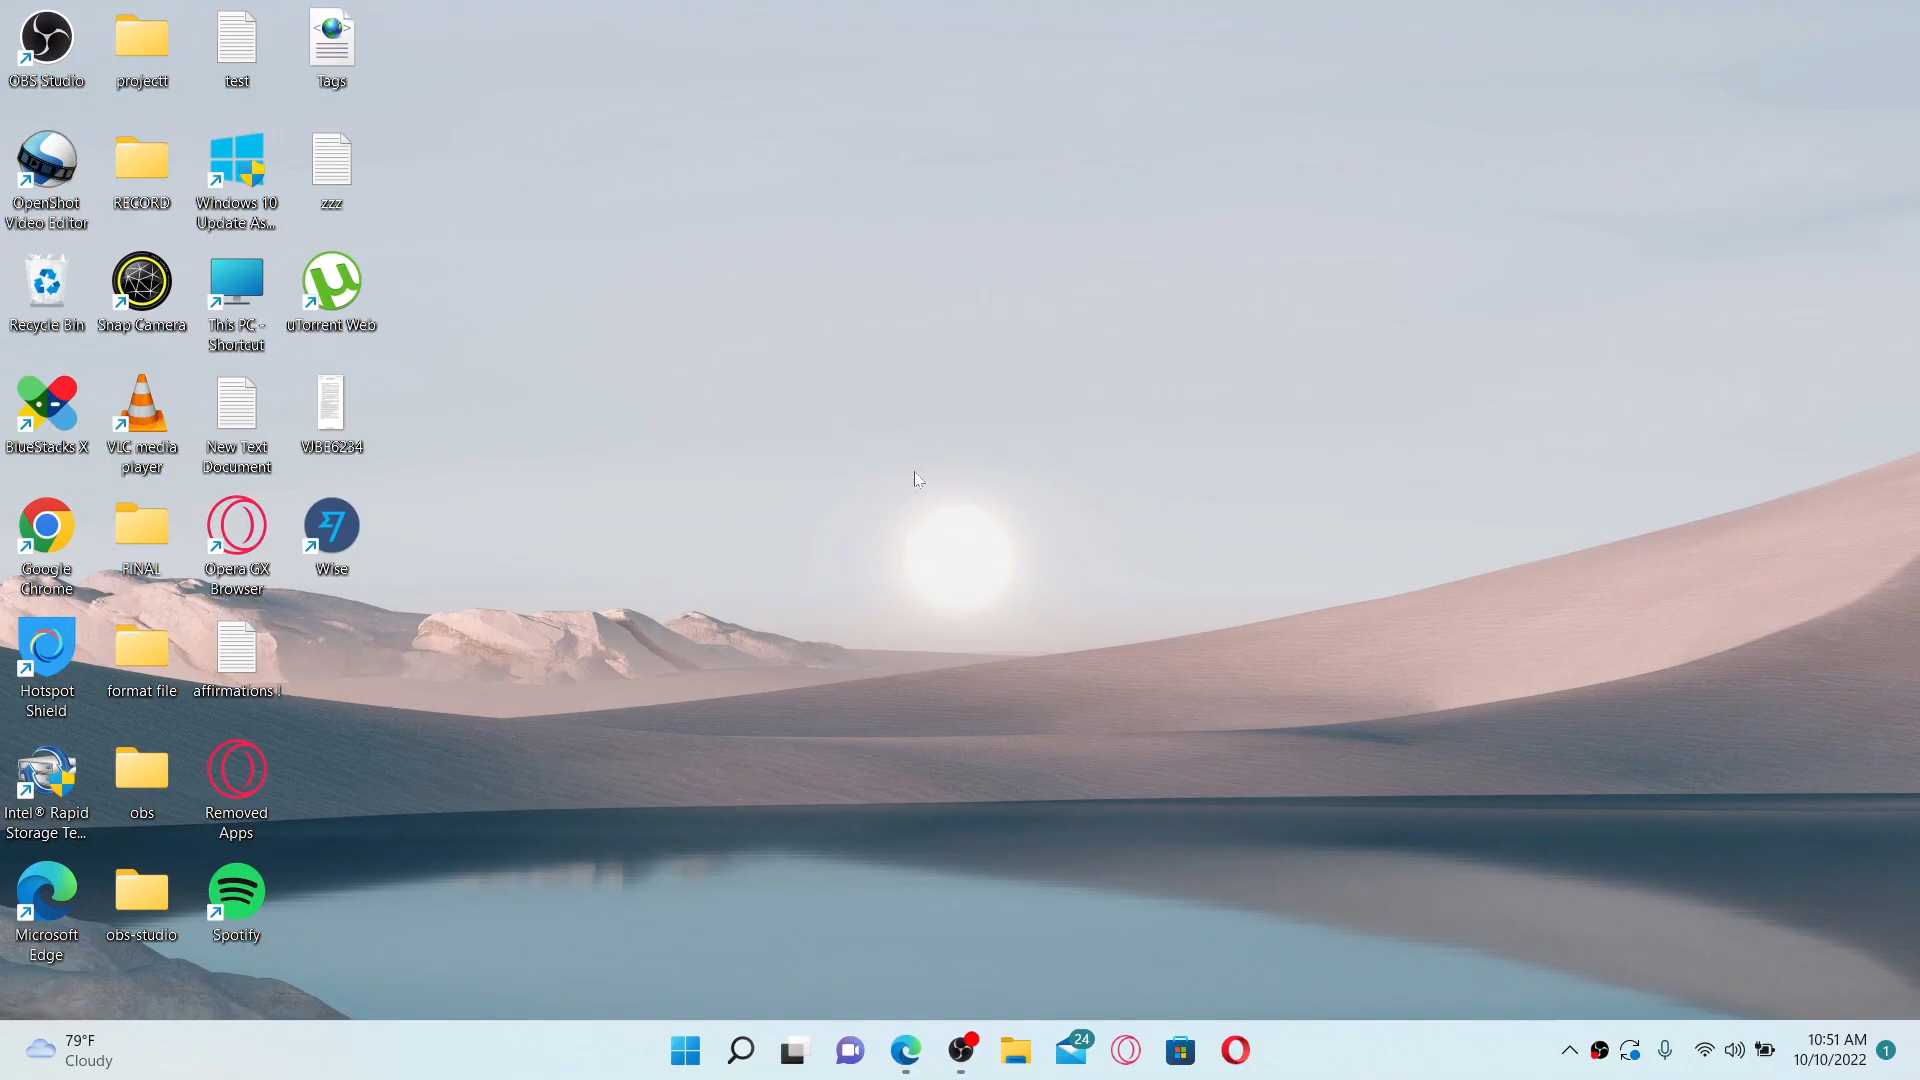 OBS Studio
projectt
test
Tags
OpenShot
Video Editor
RECORD
Windows 10
Update As...
zzz
Recycle Bin
Snap Camera
This PC -
Shortcut
uTorrent Web
BlueStacks X
VLC media
player
New Text
Document
VJBE6234
Google
Chrome
RINAL
Opera GX
Browser
Wise
Hotspot
Shield
format file
affirmations !
Intel® Rapid
Storage Te...
obs
Removed
Apps
Microsoft
Edge
obs-studio
Spotify
79°F
Cloudy
24
10:51 AM
10/10/2022
1